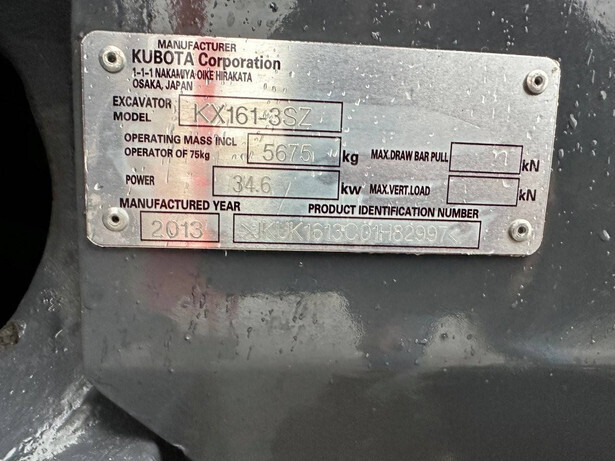 MANUFACTURER
KUBOTA Corporation
1-1-1 NAKAMIYA OIKE HIRAKATA
OSAKA, JAPAN
EXCAVATOR MODEL KX161-3SZ
OPERATING MASS INCL OPERATOR OF 75kg 5675 kg MAX.DRAW BAR PULL kN
POWER 34.6 kw MAX.VERT.LOAD kN
MANUFACTURED YEAR PRODUCT IDENTIFICATION NUMBER
2013